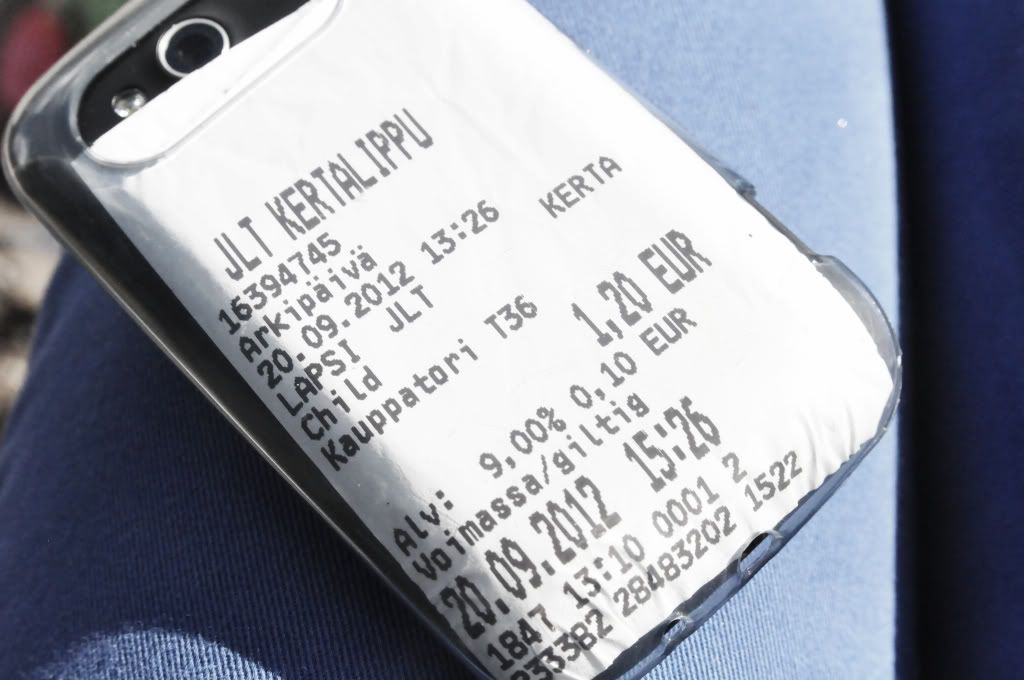 JLT KERTALIPPU
16394745
Arkipäivä KERTA
20.09.2012 13:26
LAPSI JLT
Child 1,20 EUR
Kauppatori T36
Alv: 9,00% 0,10 EUR
Voimassa/giltig
20.09.2012 15:26
1847 13:10 0001 2
28483202 1522